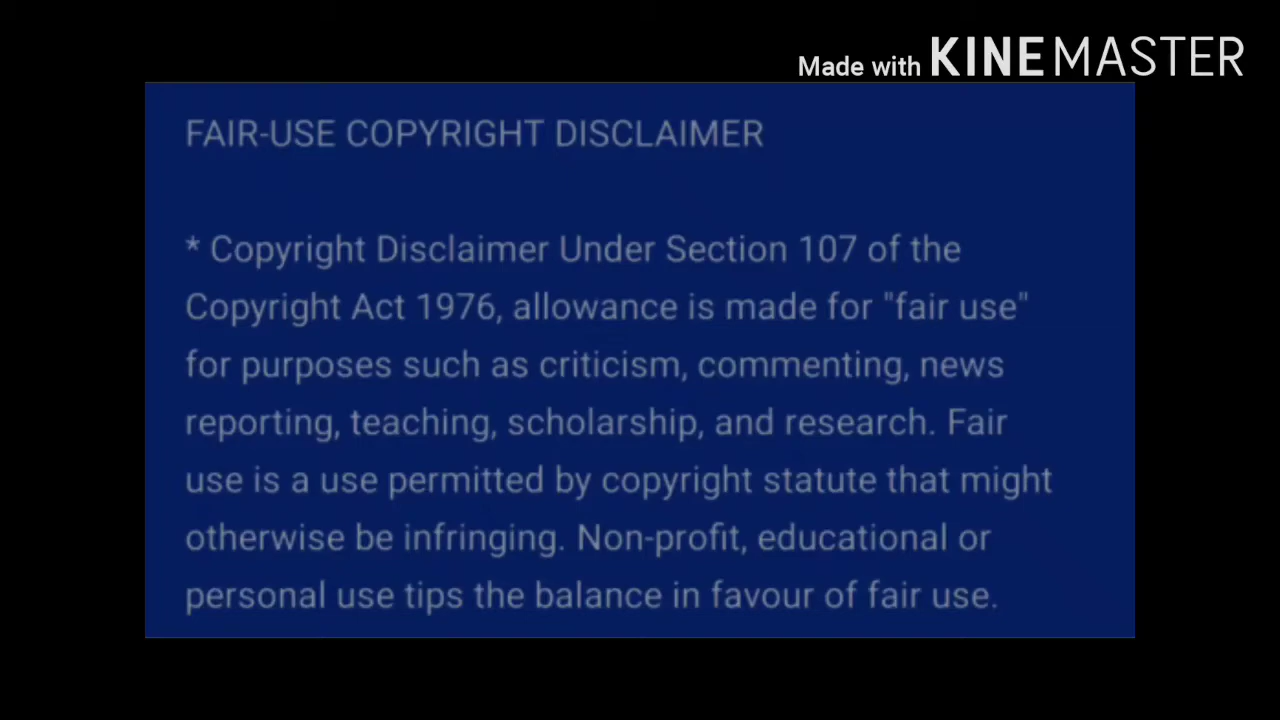 Made with KINEMASTER
FAIR-USE COPYRIGHT DISCLAIMER
* Copyright Disclaimer Under Section 107 of the
Copyright Act 1976, allowance is made for "fair use"
for purposes such as criticism, commenting, news
reporting, teaching, scholarship, and research. Fair
use is a use permitted by copyright statute that might
otherwise be infringing. Non-profit, educational or
personal use tips the balance in favour of fair use.